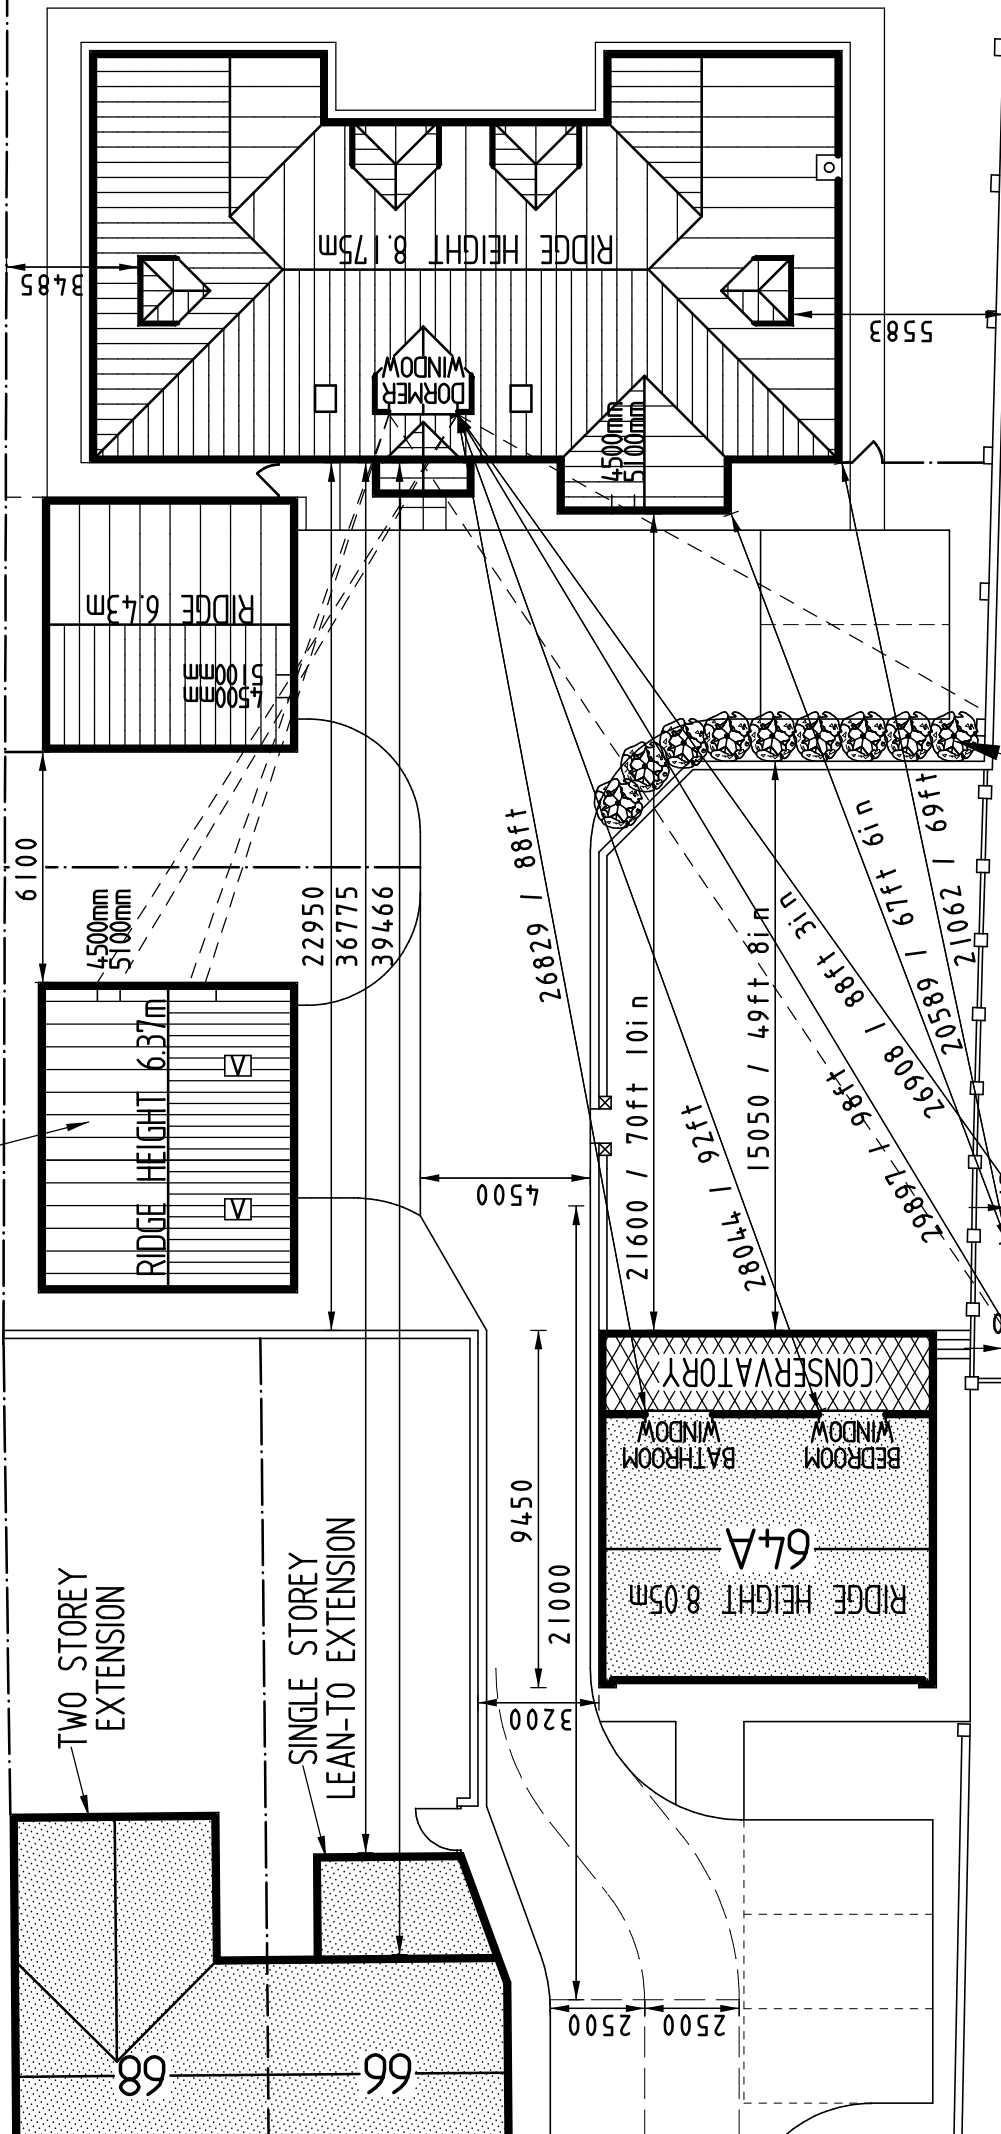 RIDGE HEIGHT 8.175m
3485
5583
DORMER
WINDOW
4500mm
5100mm
RIDGE 6.43m
4500mm
5100mm
6100
4500mm
5100mm
22950
36775
39466
26829 / 88ft
21600 / 70ft 10in
28044 / 92ft
15050 / 49ft 8in
29897 / 98ft
26908 / 88ft 3in
20589 / 67ft 6in
21062 / 69ft
RIDGE HEIGHT 6.37m
V
V
4500
CONSERVATORY
BATHROOM
WINDOW
BEDROOM
WINDOW
64A
RIDGE HEIGHT 8.05m
9450
21000
TWO STOREY
EXTENSION
SINGLE STOREY
LEAN-TO EXTENSION
3200
2500
2500
68
66